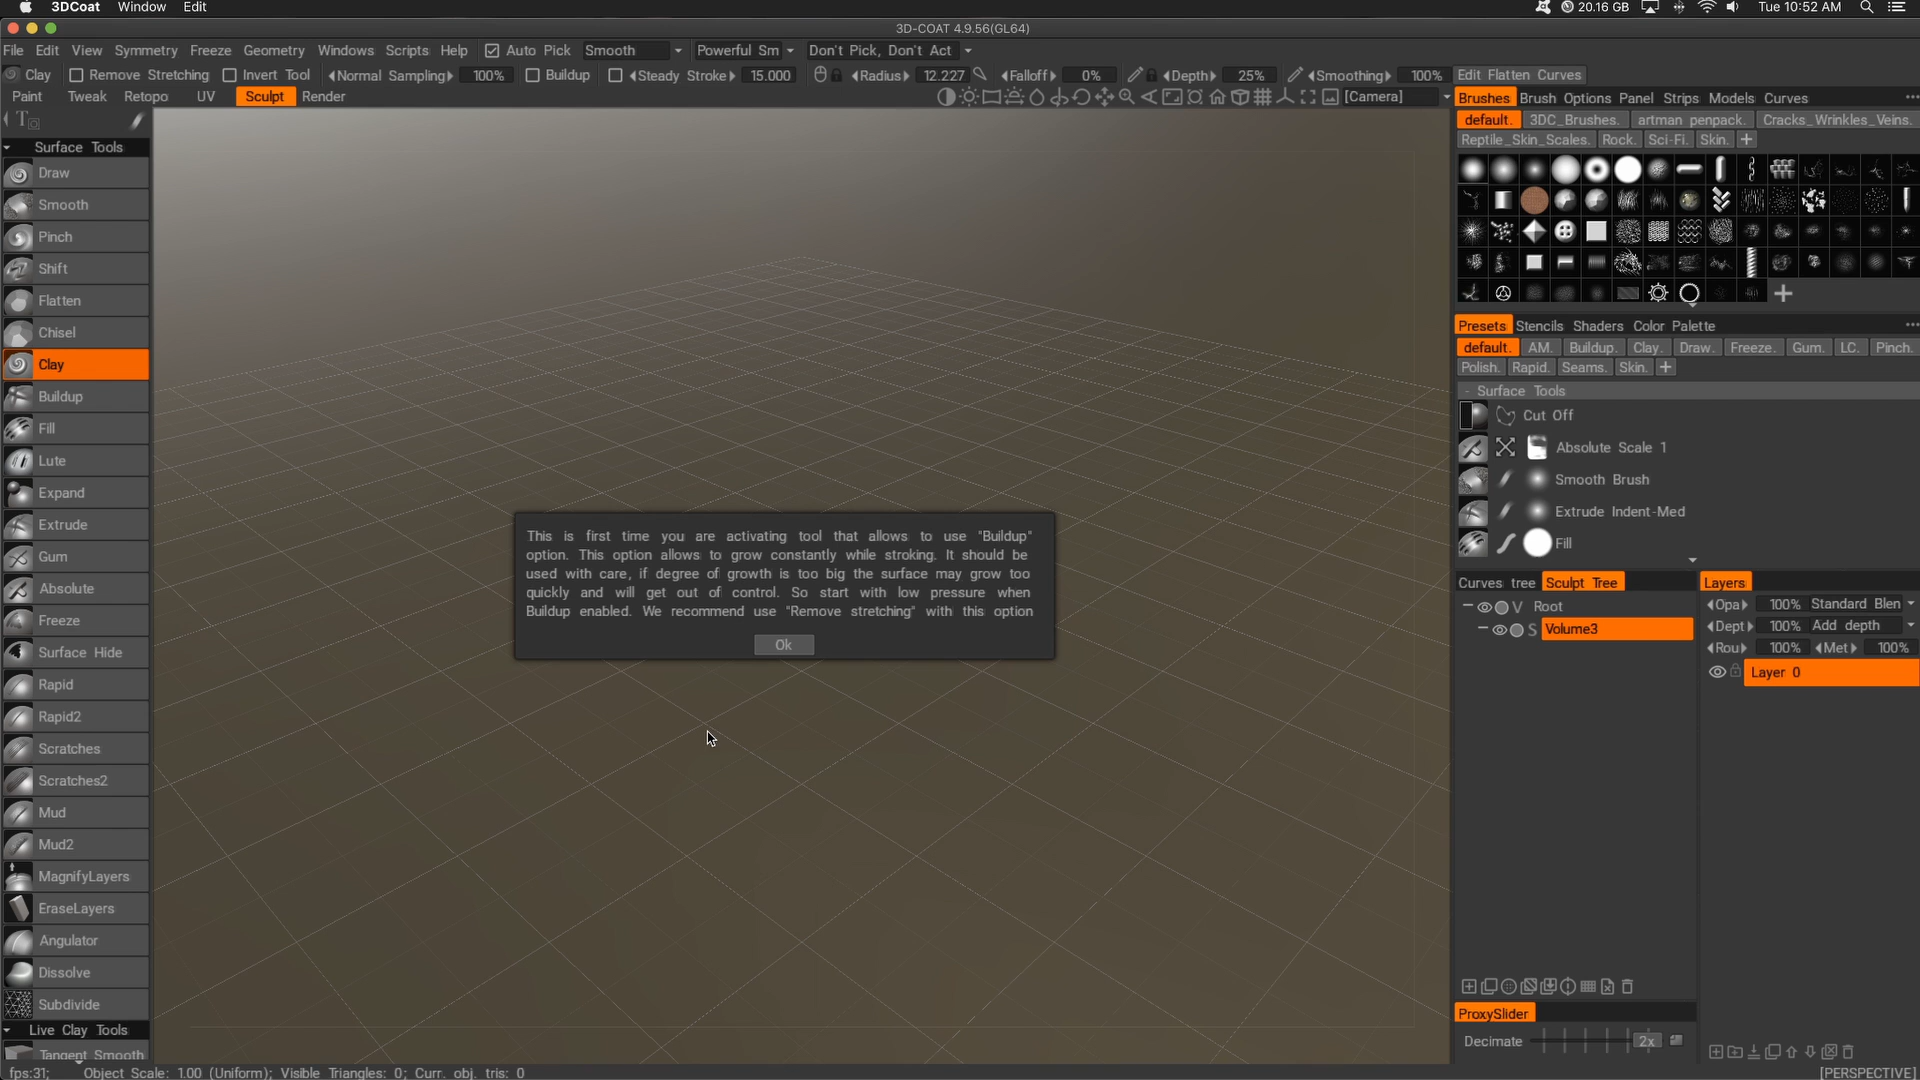 3DCoat Window Edit 20.16 GB Tue 10:52 AM
3D-COAT 4.9.56(GL64)
File Edit View Symmetry Freeze Geometry Windows Scripts Help Auto Pick Smooth Powerful Sm Don't Pick, Don't Act
Clay Remove Stretching Invert Tool Normal Sampling 100% Buildup Steady Stroke 15.000 Radius 12.227 Falloff 0% Depth 25% Smoothing 100% Edit Flatten Curves
Paint Tweak Retopo UV Sculpt Render [Camera]
Surface Tools
Draw
Smooth
Pinch
Shift
Flatten
Chisel
Clay
Buildup
Fill
Lute
Expand
Extrude
Gum
Absolute
Freeze
Surface Hide
Rapid
Rapid2
Scratches
Scratches2
Mud
Mud2
MagnifyLayers
EraseLayers
Angulator
Dissolve
Subdivide
Live Clay Tools
Tangent Smooth
This is first time you are activating tool that allows to use "Buildup"
option. This option allows to grow constantly while stroking. It should be
used with care, if degree of growth is too big the surface may grow too
quickly and will get out of control. So start with low pressure when
Buildup enabled. We recommend use "Remove stretching" with this option
Ok
Brushes Brush Options Panel Strips Models Curves
default. 3DC_Brushes. artman penpack. Cracks_Wrinkles_Veins.
Reptile_Skin_Scales. Rock. Sci-Fi. Skin. +
Presets Stencils Shaders Color Palette
default. AM. Buildup. Clay. Draw. Freeze. Gum. LC. Pinch.
Polish. Rapid. Seams. Skin. +
- Surface Tools
Cut Off
Absolute Scale 1
Smooth Brush
Extrude Indent-Med
Fill
Curves tree Sculpt Tree
V Root
S Volume3
ProxySlider
Decimate 2x
Layers
Opa 100% Standard Blen
Dept 100% Add depth
Rou 100% Met 100%
Layer 0
fps:31; Object Scale: 1.00 (Uniform); Visible Triangles: 0; Curr. obj. tris: 0 [PERSPECTIVE]